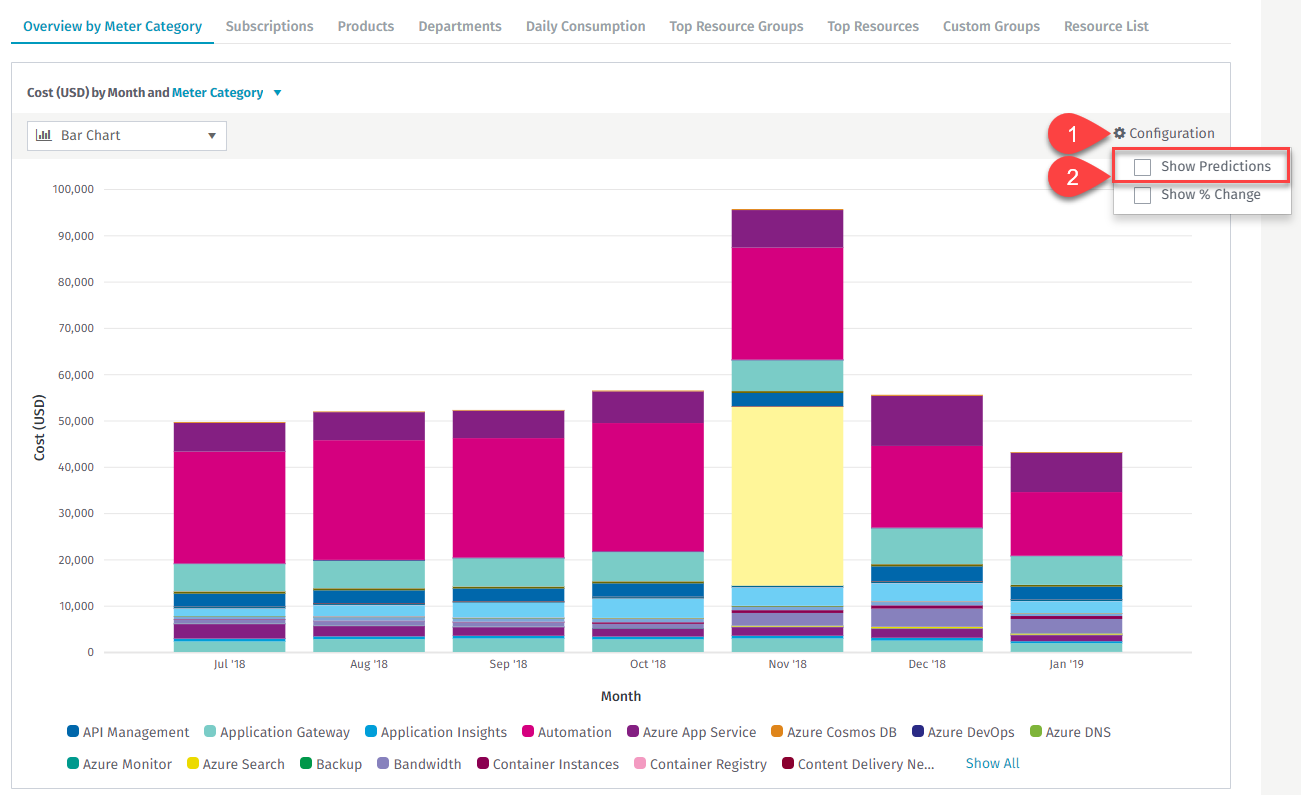 Overview by Meter Category Subscriptions Products Departments Daily Consumption Top Resource Groups Top Resources Custom Groups Resource List
Cost (USD) by Month and Meter Category
Bar Chart
1 Configuration
2 Show Predictions
Show % Change
100,000
90,000
80,000
70,000
60,000
50,000
40,000
30,000
20,000
10,000
0
Cost (USD)
Jul '18 Aug '18 Sep '18 Oct '18 Nov '18 Dec '18 Jan '19
Month
API Management Application Gateway Application Insights Automation Azure App Service Azure Cosmos DB Azure DevOps Azure DNS
Azure Monitor Azure Search Backup Bandwidth Container Instances Container Registry Content Delivery Ne... Show All